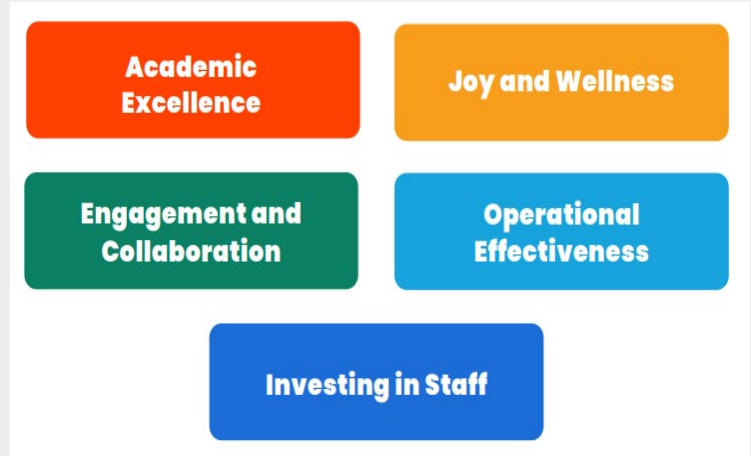 Academic
Excellence
Joy and Wellness
Engagement and
Collaboration
Operational
Effectiveness
Investing in Staff